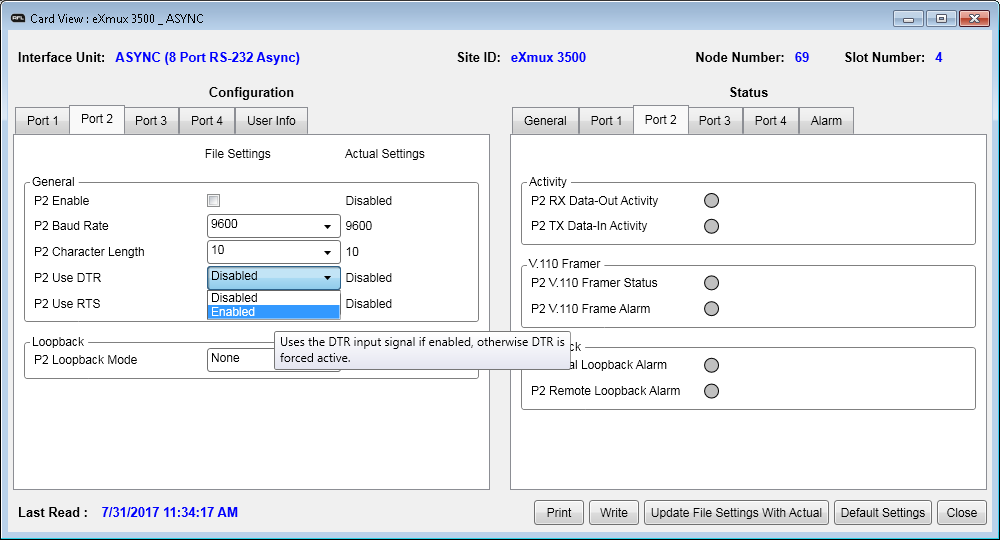 AFL Card View : eXmux 3500 _ ASYNC
Interface Unit: ASYNC (8 Port RS-232 Async) Site ID: eXmux 3500 Node Number: 69 Slot Number: 4
Configuration
Port 1 Port 2 Port 3 Port 4 User Info
File Settings Actual Settings
General
P2 Enable Disabled
P2 Baud Rate 9600 9600
P2 Character Length 10 10
P2 Use DTR Disabled Disabled
Disabled
Enabled
P2 Use RTS Disabled
Loopback
P2 Loopback Mode None
Uses the DTR input signal if enabled, otherwise DTR is
forced active.
Status
General Port 1 Port 2 Port 3 Port 4 Alarm
Activity
P2 RX Data-Out Activity
P2 TX Data-In Activity
V.110 Framer
P2 V.110 Framer Status
P2 V.110 Frame Alarm
ck
al Loopback Alarm
P2 Remote Loopback Alarm
Last Read : 7/31/2017 11:34:17 AM
Print Write Update File Settings With Actual Default Settings Close